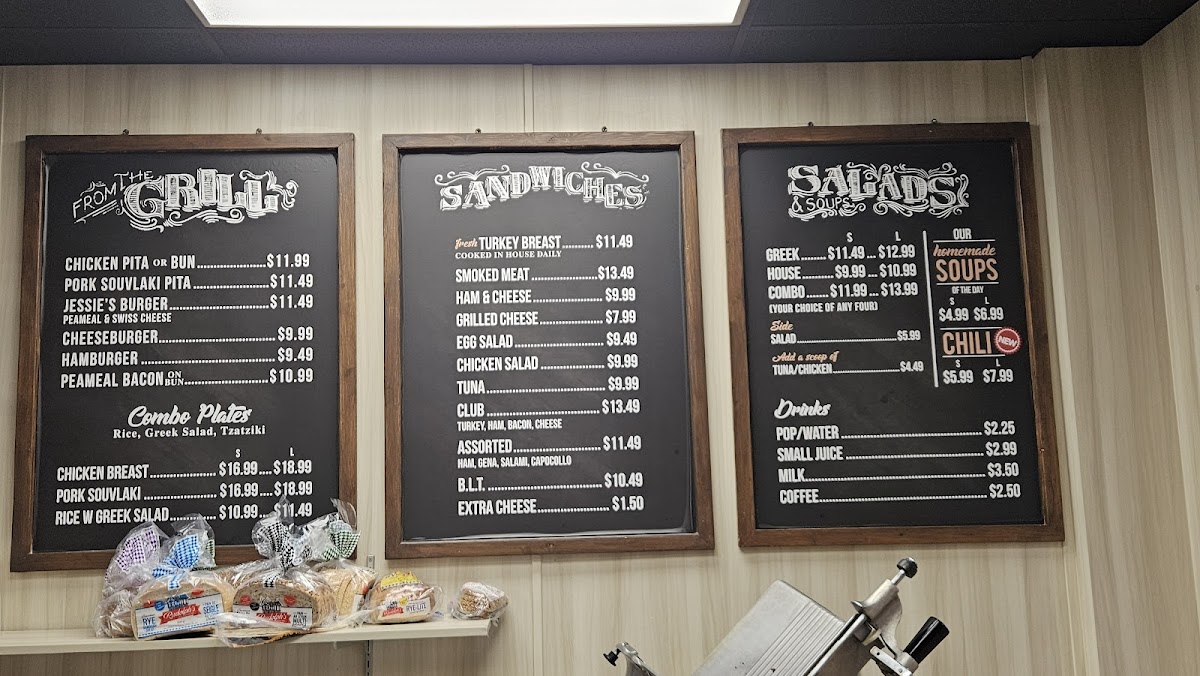 FROM THE
GRILL
CHICKEN PITA OR BUN....................$11.99
PORK SOUVLAKI PITA....................$11.49
JESSIE'S BURGER....................$11.49
PEAMEAL & SWISS CHEESE
CHEESEBURGER....................$9.99
HAMBURGER....................$9.49
PEAMEAL BACON ON BUN....................$10.99
Combo Plates
Rice, Greek Salad, Tzatziki
S L
CHICKEN BREAST....................$16.99....$18.99
PORK SOUVLAKI....................$16.99....$18.99
RICE W GREEK SALAD............$10.99....$11.49
SANDWICHES
fresh TURKEY BREAST..........$11.49
COOKED IN HOUSE DAILY
SMOKED MEAT....................$13.49
HAM & CHEESE....................$9.99
GRILLED CHEESE....................$7.99
EGG SALAD....................$9.49
CHICKEN SALAD....................$9.99
TUNA....................$9.99
CLUB....................$13.49
TURKEY, HAM, BACON, CHEESE
ASSORTED....................$11.49
HAM, GENA, SALAMI, CAPOCOLLO
B.L.T.....................$10.49
EXTRA CHEESE....................$1.50
SALADS
& SOUPS
S L
GREEK.......$11.49...$12.99
HOUSE.......$9.99...$10.99
COMBO......$11.99...$13.99
(YOUR CHOICE OF ANY FOUR)
Side
SALAD....................$5.99
Add a scoop of
TUNA/CHICKEN....................$4.49
OUR
homemade
SOUPS
OF THE DAY
S L
$4.99 $6.99
CHILI NEW
S L
$5.99 $7.99
Drinks
POP/WATER....................$2.25
SMALL JUICE....................$2.99
MILK....................$3.50
COFFEE....................$2.50
Rudolph's
RYE
Rudolph's
RYE-LITE